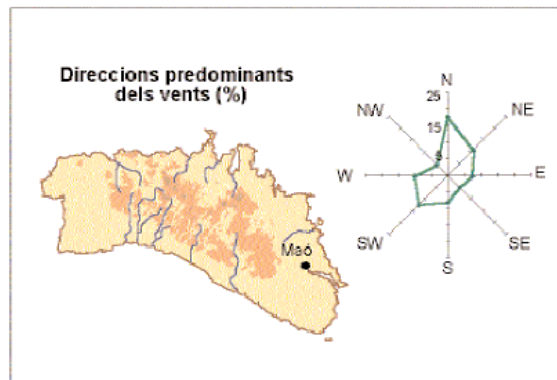 Direccions predominants
dels vents (%)
N
25
NW
NE
15
5
W
E
Maó
SW
SE
S